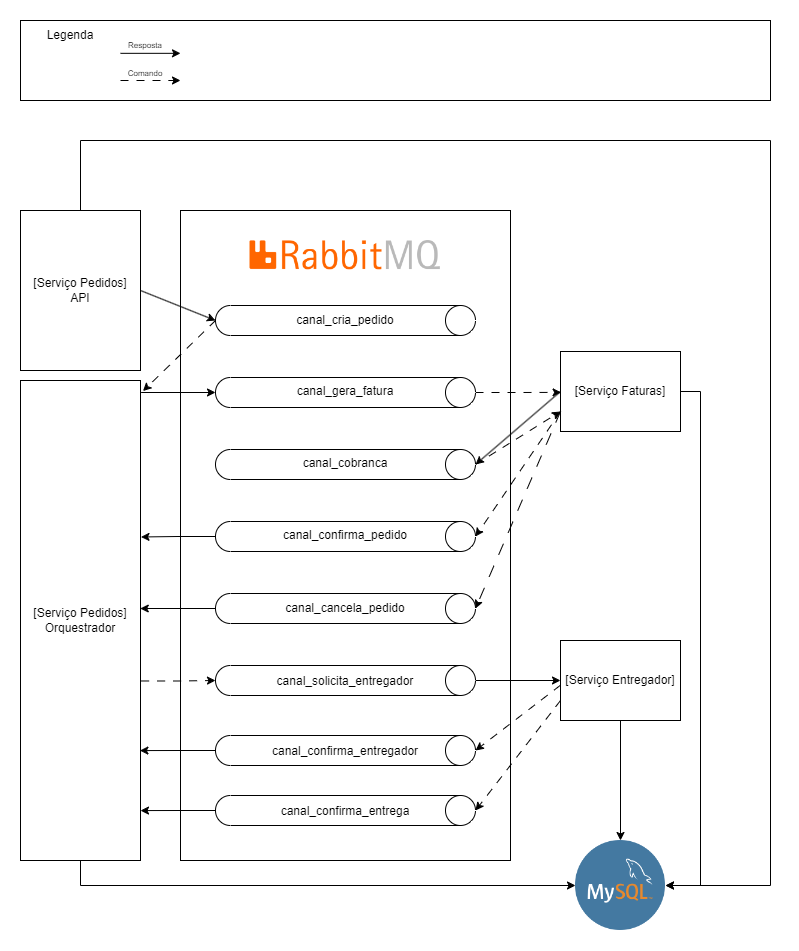 Legenda
Resposta
Comando
RabbitMQ
[Serviço Pedidos]
API
canal_cria_pedido
canal_gera_fatura
[Serviço Faturas]
canal_cobranca
canal_confirma_pedido
canal_cancela_pedido
[Serviço Pedidos]
Orquestrador
canal_solicita_entregador
[Serviço Entregador]
canal_confirma_entregador
canal_confirma_entrega
MySQL